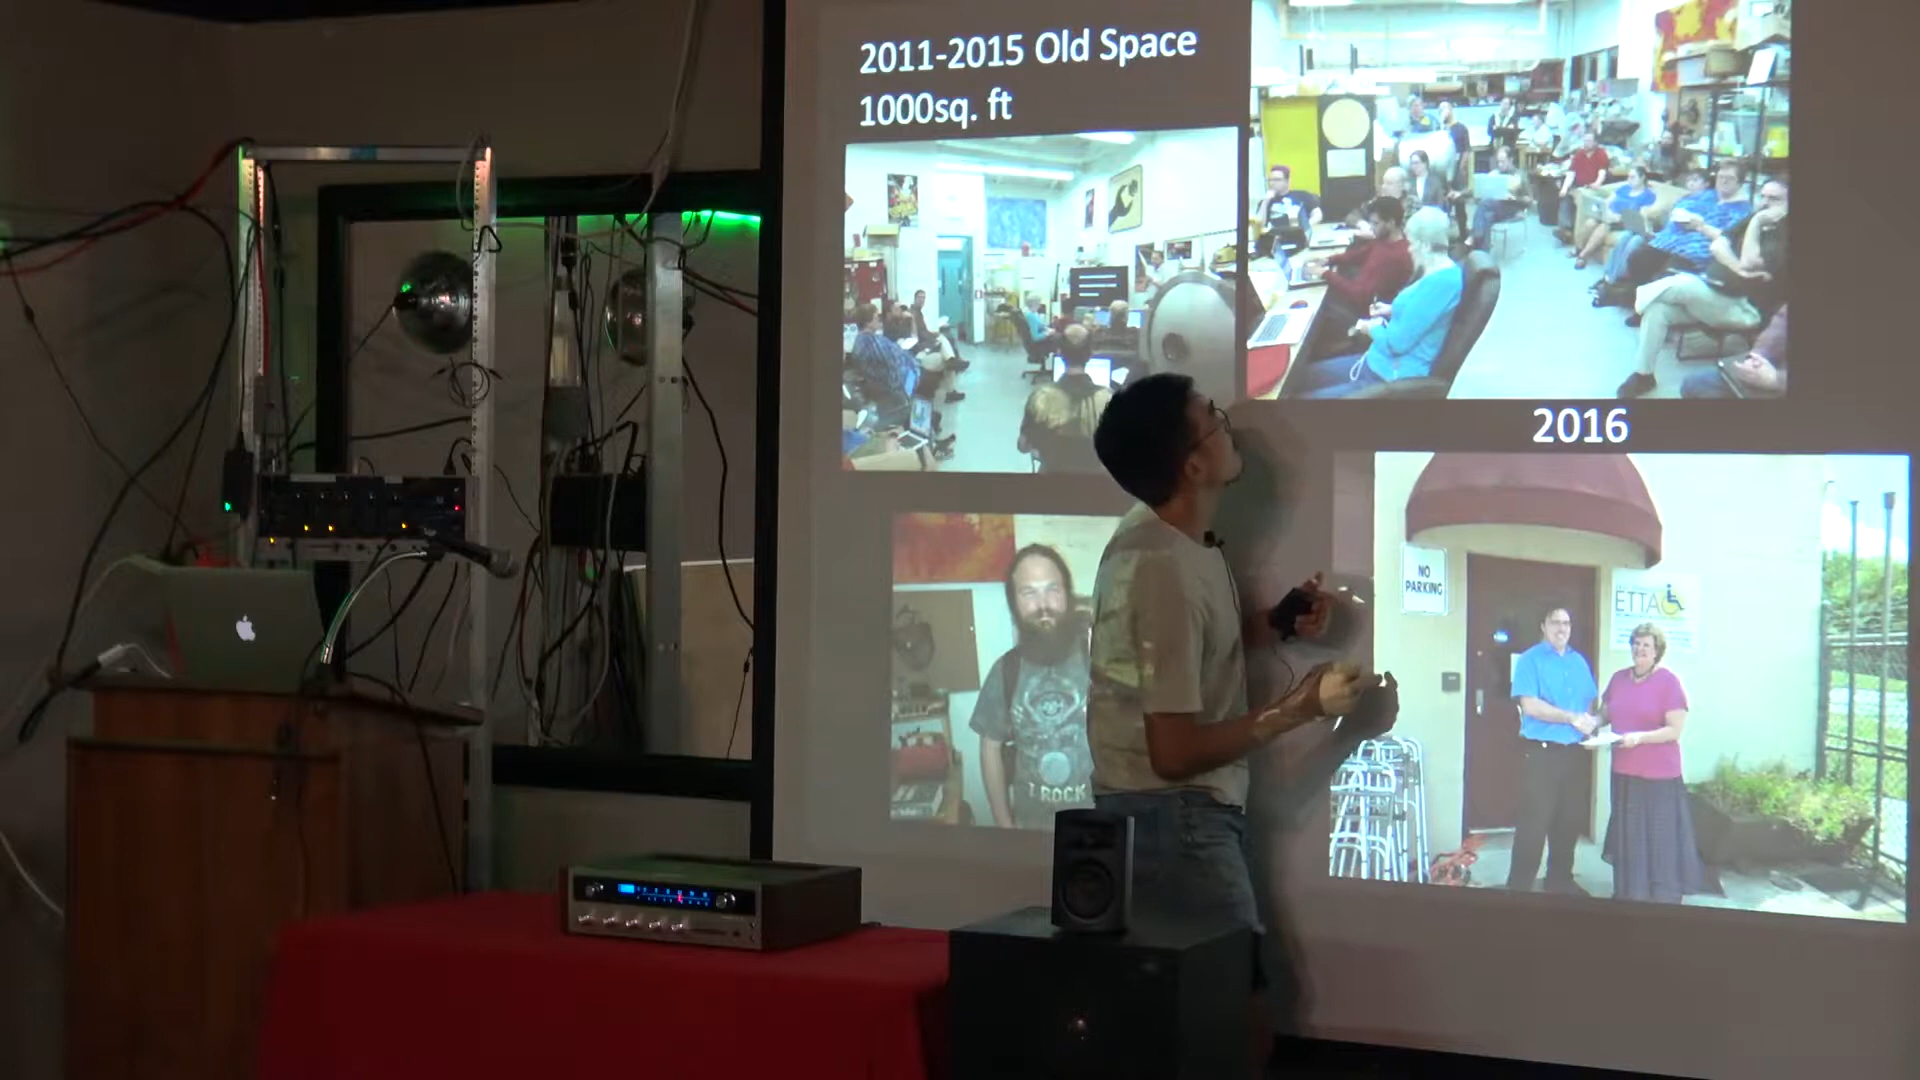 2011-2015 Old Space
1000sq. ft
2016
NO
PARKING
ETTA
I ROCK